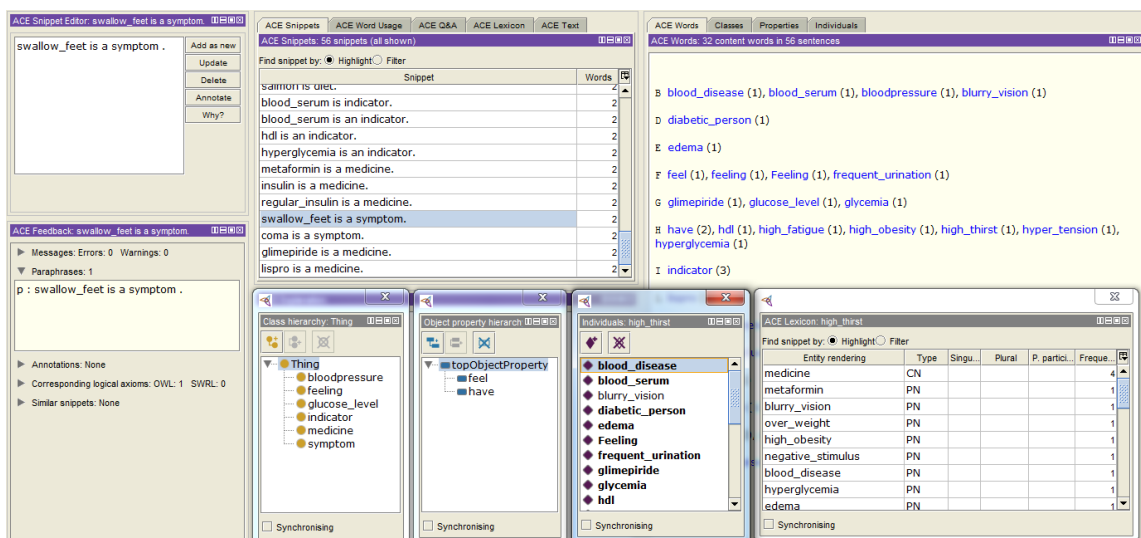 ACE Snippet Editor: swallow_feet is a symptom.
swallow_feet is a symptom .
Add as new
Update
Delete
Annotate
Why?
ACE Feedback: swallow_feet is a symptom.
Messages: Errors: 0 Warnings: 0
Paraphrases: 1
p : swallow_feet is a symptom .
Annotations: None
Corresponding logical axioms: OWL: 1 SWRL: 0
Similar snippets: None
ACE Snippets ACE Word Usage ACE Q&A ACE Lexicon ACE Text
ACE Snippets: 56 snippets (all shown)
Find snippet by: Highlight Filter
Snippet Words
salmon is diet. 2
blood_serum is indicator. 2
blood_serum is an indicator. 2
hdl is an indicator. 2
hyperglycemia is an indicator. 2
metaformin is a medicine. 2
insulin is a medicine. 2
regular_insulin is a medicine. 2
swallow_feet is a symptom. 2
coma is a symptom. 2
glimepiride is a medicine. 2
lispro is a medicine. 2
ACE Words Classes Properties Individuals
ACE Words: 32 content words in 56 sentences
B blood_disease (1), blood_serum (1), bloodpressure (1), blurry_vision (1)
D diabetic_person (1)
E edema (1)
F feel (1), feeling (1), Feeling (1), frequent_urination (1)
G glimepiride (1), glucose_level (1), glycemia (1)
H have (2), hdl (1), high_fatigue (1), high_obesity (1), high_thirst (1), hyper_tension (1),
hyperglycemia (1)
I indicator (3)
Class hierarchy: Thing
Thing
bloodpressure
feeling
glucose_level
indicator
medicine
symptom
Synchronising
Object property hierarch
topObjectProperty
feel
have
Synchronising
Individuals: high_thirst
blood_disease
blood_serum
blurry_vision
diabetic_person
edema
Feeling
frequent_urination
glimepiride
glycemia
hdl
Synchronising
ACE Lexicon: high_thirst
Find snippet by: Highlight Filter
Entity rendering Type Singu... Plural P. partici... Freque...
medicine CN 4
metaformin PN 1
blurry_vision PN 1
over_weight PN 1
high_obesity PN 1
negative_stimulus PN 1
blood_disease PN 1
hyperglycemia PN 1
edema PN 1
Synchronising